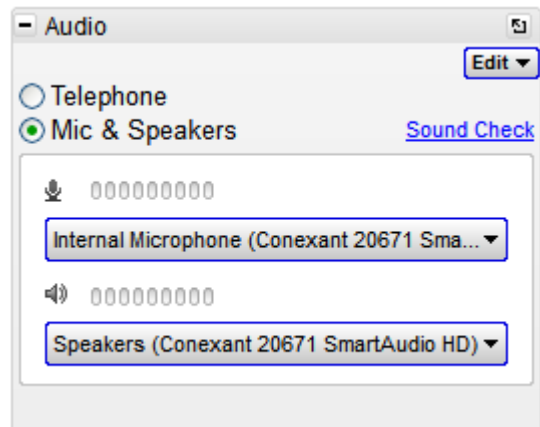 Audio
Edit
Telephone
Mic & Speakers Sound Check
Internal Microphone (Conexant 20671 Sma...
Speakers (Conexant 20671 SmartAudio HD)